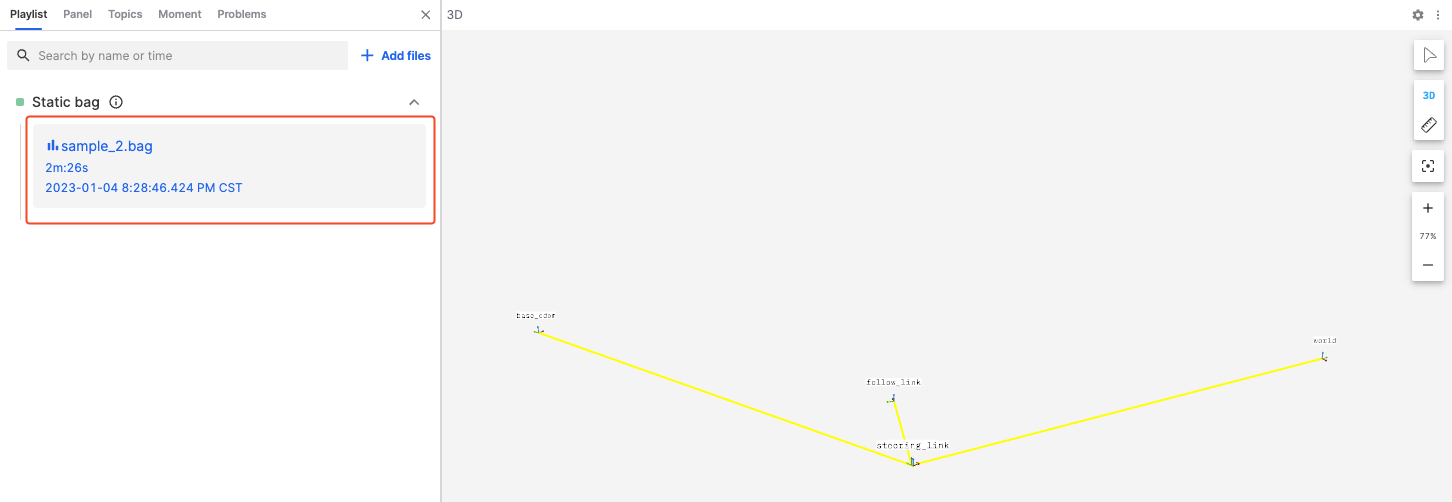 Playlist Panel Topics Moment Problems
3D
Search by name or time
Add files
Static bag
sample_2.bag
2m:26s
2023-01-04 8:28:46.424 PM CST
3D
77%
base_odom
world
follow_link
steering_link